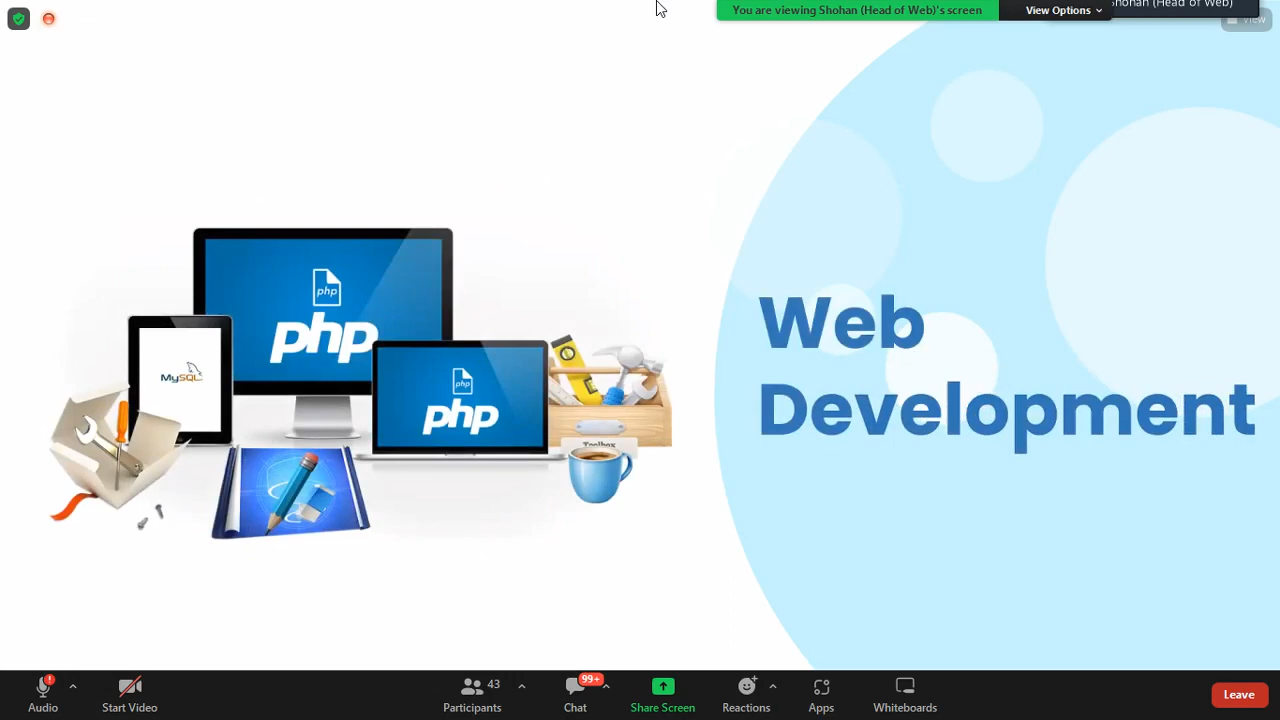 You are viewing Shohan (Head of Web)'s screen
View Options
Shohan (Head of Web)
View
php
php
MySQL
php
php
Toolbox
Web
Development
Audio
Start Video
43
Participants
99+
Chat
Share Screen
Reactions
Apps
Whiteboards
Leave